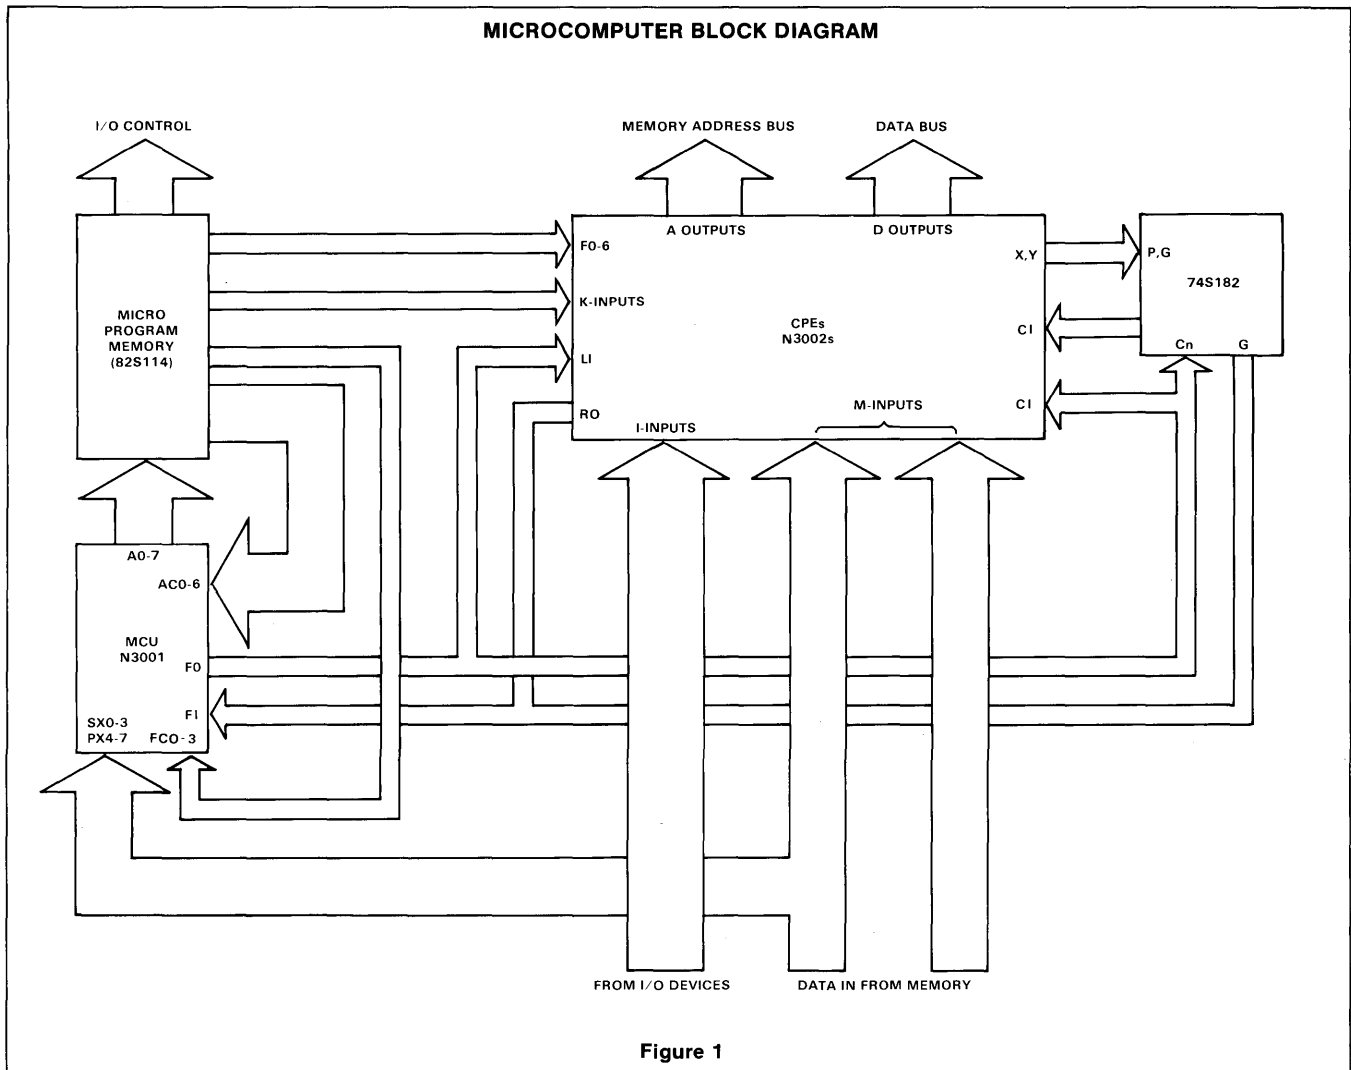 MICROCOMPUTER BLOCK DIAGRAM
I/O CONTROL
MEMORY ADDRESS BUS
DATA BUS
MICRO
PROGRAM
MEMORY
(82S114)
F0-6
K-INPUTS
LI
RO
A OUTPUTS
D OUTPUTS
X,Y
CPEs
N3002s
CI
CI
I-INPUTS
M-INPUTS
P,G
74S182
Cn
G
A0-7
AC0-6
MCU
N3001
F0
FI
SX0-3
PX4-7
FCO-3
FROM I/O DEVICES
DATA IN FROM MEMORY
Figure 1